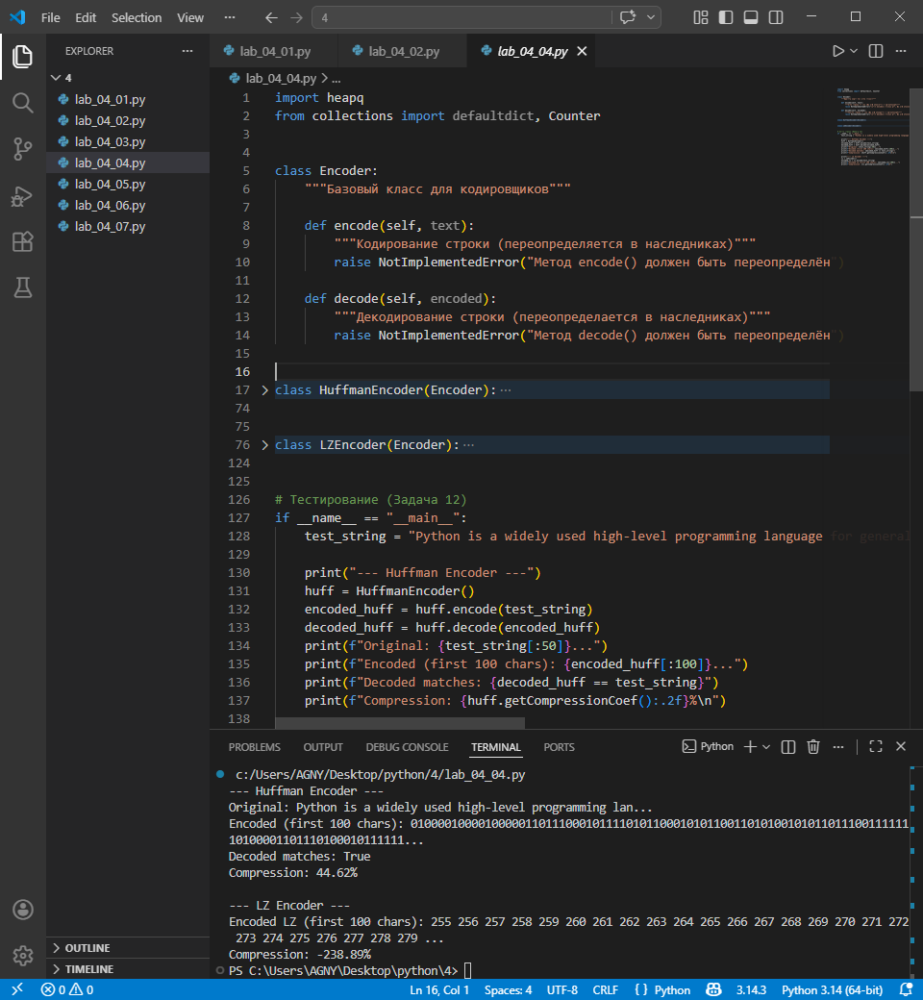 File Edit Selection View ··· 4
EXPLORER ···
4
lab_04_01.py
lab_04_02.py
lab_04_03.py
lab_04_04.py
lab_04_05.py
lab_04_06.py
lab_04_07.py
OUTLINE
TIMELINE
lab_04_01.py lab_04_02.py lab_04_04.py
lab_04_04.py > ...
1 import heapq
2 from collections import defaultdict, Counter
3
4
5 class Encoder:
6 """Базовый класс для кодировщиков"""
7
8 def encode(self, text):
9 """Кодирование строки (переопределяется в наследниках)"""
10 raise NotImplementedError("Метод encode() должен быть переопределён")
11
12 def decode(self, encoded):
13 """Декодирование строки (переопределается в наследниках)"""
14 raise NotImplementedError("Метод decode() должен быть переопределён")
15
16
17 class HuffmanEncoder(Encoder): ···
74
75
76 class LZEncoder(Encoder): ···
124
125
126 # Тестирование (Задача 12)
127 if __name__ == "__main__":
128 test_string = "Python is a widely used high-level programming language for general
129
130 print("--- Huffman Encoder ---")
131 huff = HuffmanEncoder()
132 encoded_huff = huff.encode(test_string)
133 decoded_huff = huff.decode(encoded_huff)
134 print(f"Original: {test_string[:50]}...")
135 print(f"Encoded (first 100 chars): {encoded_huff[:100]}...")
136 print(f"Decoded matches: {decoded_huff == test_string}")
137 print(f"Compression: {huff.getCompressionCoef():.2f}%\n")
138
PROBLEMS OUTPUT DEBUG CONSOLE TERMINAL PORTS Python
c:/Users/AGNY/Desktop/python/4/lab_04_04.py
--- Huffman Encoder ---
Original: Python is a widely used high-level programming lan...
Encoded (first 100 chars): 
Decoded matches: True
Compression: 44.62%

--- LZ Encoder ---
Encoded LZ (first 100 chars): 255 256 257 258 259 260 261 262 263 264 265 266 267 268 269 270 271 272
273 274 275 276 277 278 279 ...
Compression: -238.89%
PS C:\Users\AGNY\Desktop\python\4>
0 0 Ln 16, Col 1 Spaces: 4 UTF-8 CRLF { } Python 3.14.3 Python 3.14 (64-bit)